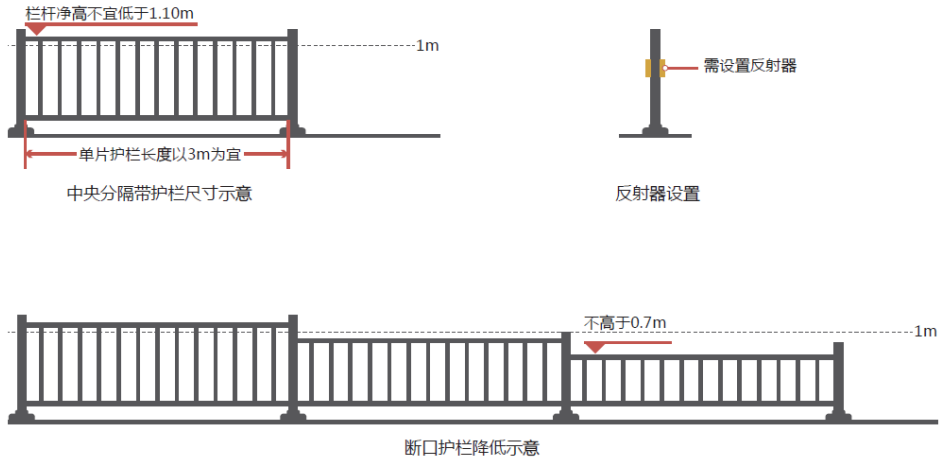 栏杆净高不宜低于1.10m
1m
需设置反射器
单片护栏长度以3m为宜
中央分隔带护栏尺寸示意
反射器设置
不高于0.7m
1m
断口护栏降低示意